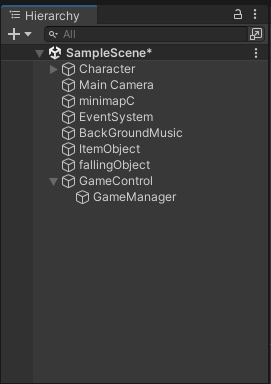 Hierarchy
All
SampleScene*
Character
Main Camera
minimapC
EventSystem
BackGroundMusic
ItemObject
fallingObject
GameControl
GameManager